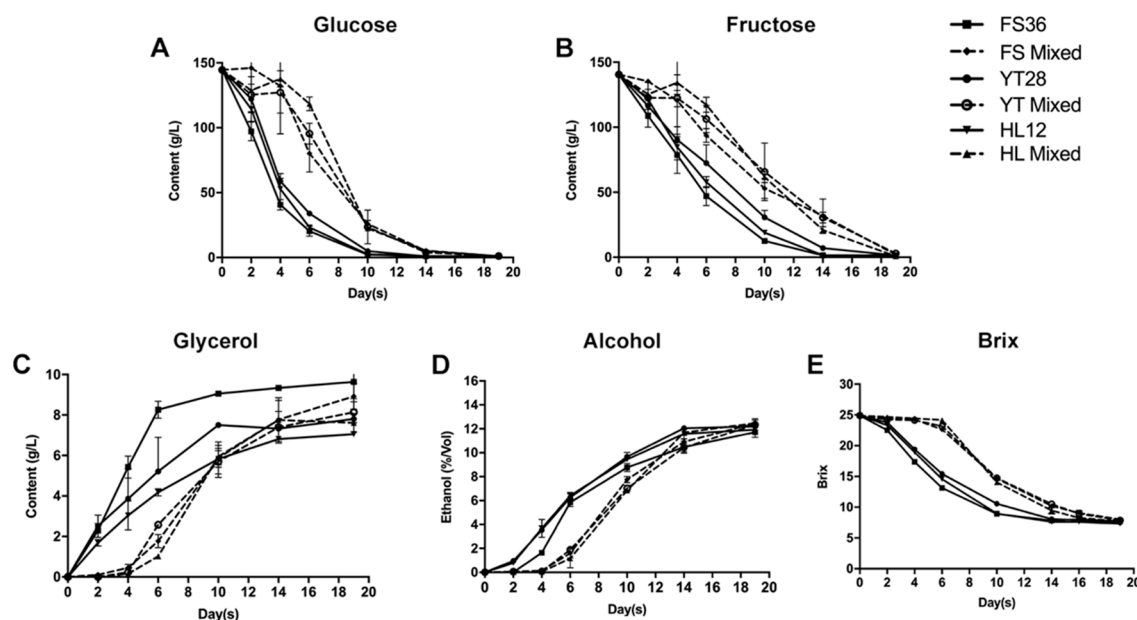 Glucose
Fructose
FS36
FS Mixed
YT28
YT Mixed
HL12
HL Mixed
A
150
100
50
0
Content (g/L)
0 2 4 6 8 10 12 14 16 18 20
Day(s)
B
150
100
50
0
Content (g/L)
0 2 4 6 8 10 12 14 16 18 20
Day(s)
Glycerol
Alcohol
Brix
C
10
8
6
4
2
0
Content (g/L)
0 2 4 6 8 10 12 14 16 18 20
Day(s)
D
16
14
12
10
8
6
4
2
0
Ethanol (%/Vol)
0 2 4 6 8 10 12 14 16 18 20
Day(s)
E
30
25
20
15
10
5
0
Brix
0 2 4 6 8 10 12 14 16 18 20
Day(s)